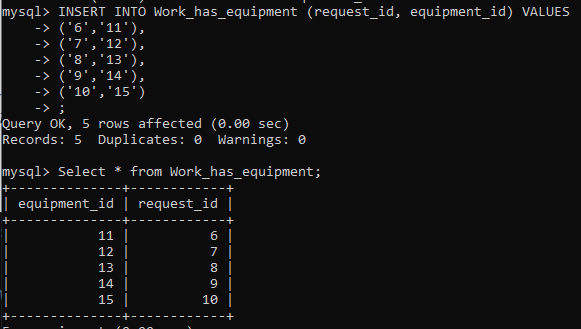 mysql> INSERT INTO Work_has_equipment (request_id, equipment_id) VALUES
    -> ('6','11'),
    -> ('7','12'),
    -> ('8','13'),
    -> ('9','14'),
    -> ('10','15')
    -> ;
Query OK, 5 rows affected (0.00 sec)
Records: 5  Duplicates: 0  Warnings: 0

mysql> Select * from Work_has_equipment;
+--------------+------------+
| equipment_id | request_id |
+--------------+------------+
|           11 |          6 |
|           12 |          7 |
|           13 |          8 |
|           14 |          9 |
|           15 |         10 |
+--------------+------------+